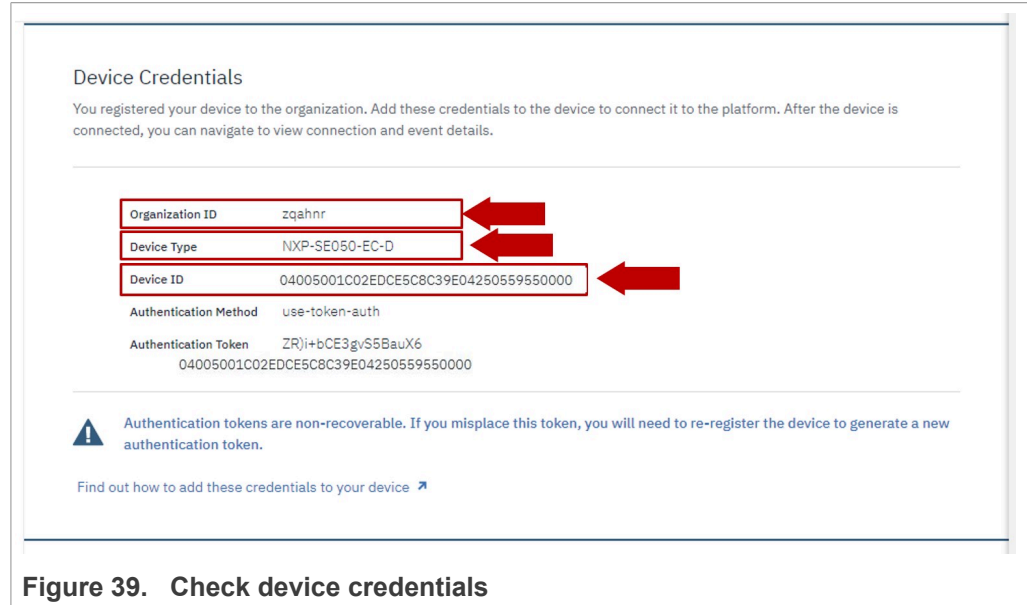 Device Credentials
You registered your device to the organization. Add these credentials to the device to connect it to the platform. After the device is
connected, you can navigate to view connection and event details.
Organization ID zqahnr
Device Type NXP-SE050-EC-D
Device ID 04005001C02EDCE5C8C39E04250559550000
Authentication Method use-token-auth
Authentication Token ZR)i+bCE3gvS5BauX6
04005001C02EDCE5C8C39E04250559550000
Authentication tokens are non-recoverable. If you misplace this token, you will need to re-register the device to generate a new
authentication token.
Find out how to add these credentials to your device
Figure 39. Check device credentials